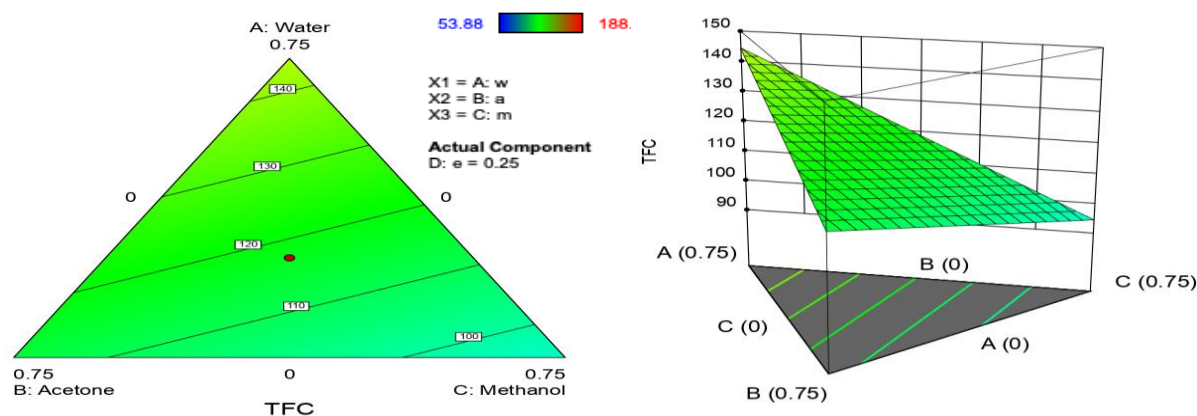 A: Water
0.75
53.88 188.
X1 = A: w
X2 = B: a
X3 = C: m
Actual Component
D: e = 0.25
140
130
0 0
120
110
100
0.75 0 0.75
B: Acetone C: Methanol
TFC
150
140
130
120
110
100
90
TFC
A (0.75)
B (0)
C (0.75)
C (0)
A (0)
B (0.75)